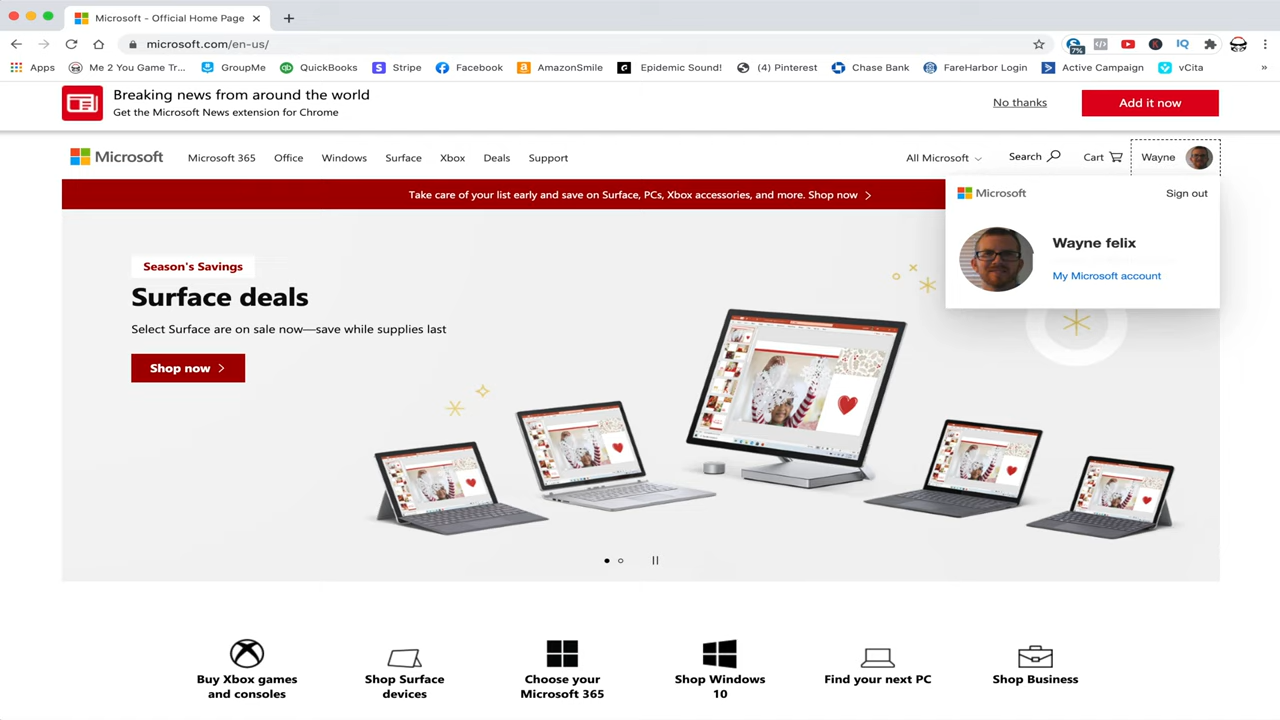 Microsoft - Official Home Page
microsoft.com/en-us/
7%
IQ
Apps
Me 2 You Game Tr...
GroupMe
QuickBooks
Stripe
Facebook
AmazonSmile
Epidemic Sound!
(4) Pinterest
Chase Bank
FareHarbor Login
Active Campaign
vCita
Breaking news from around the world
Get the Microsoft News extension for Chrome
No thanks
Add it now
Microsoft
Microsoft 365
Office
Windows
Surface
Xbox
Deals
Support
All Microsoft
Search
Cart
Wayne
Take care of your list early and save on Surface, PCs, Xbox accessories, and more. Shop now
Microsoft
Sign out
Wayne felix
My Microsoft account
Season's Savings
Surface deals
Select Surface are on sale now—save while supplies last
Shop now
Buy Xbox games
and consoles
Shop Surface
devices
Choose your
Microsoft 365
Shop Windows
10
Find your next PC
Shop Business